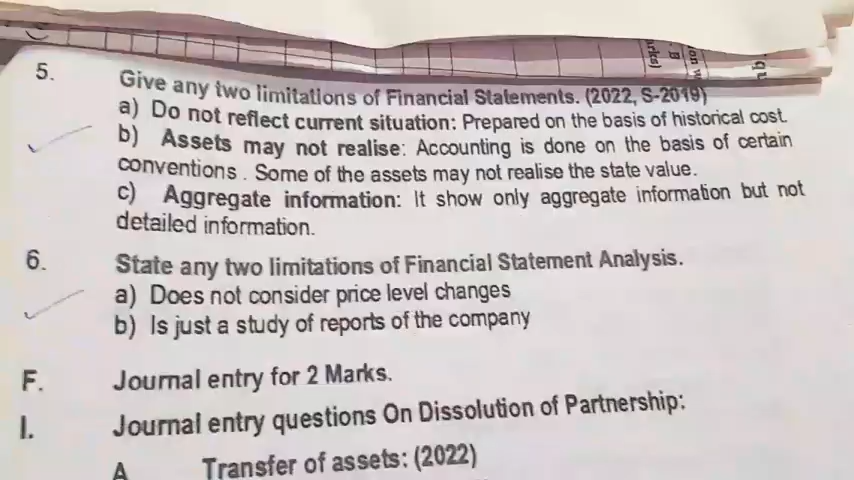 5. Give any two limitations of Financial Statements. (2022, S-2019)
a) Do not reflect current situation: Prepared on the basis of historical cost.
b) Assets may not realise: Accounting is done on the basis of certain
conventions . Some of the assets may not realise the state value.
c) Aggregate information: It show only aggregate information but not
detailed information.
6. State any two limitations of Financial Statement Analysis.
a) Does not consider price level changes
b) Is just a study of reports of the company
F. Journal entry for 2 Marks.
I. Journal entry questions On Dissolution of Partnership:
A Transfer of assets: (2022)